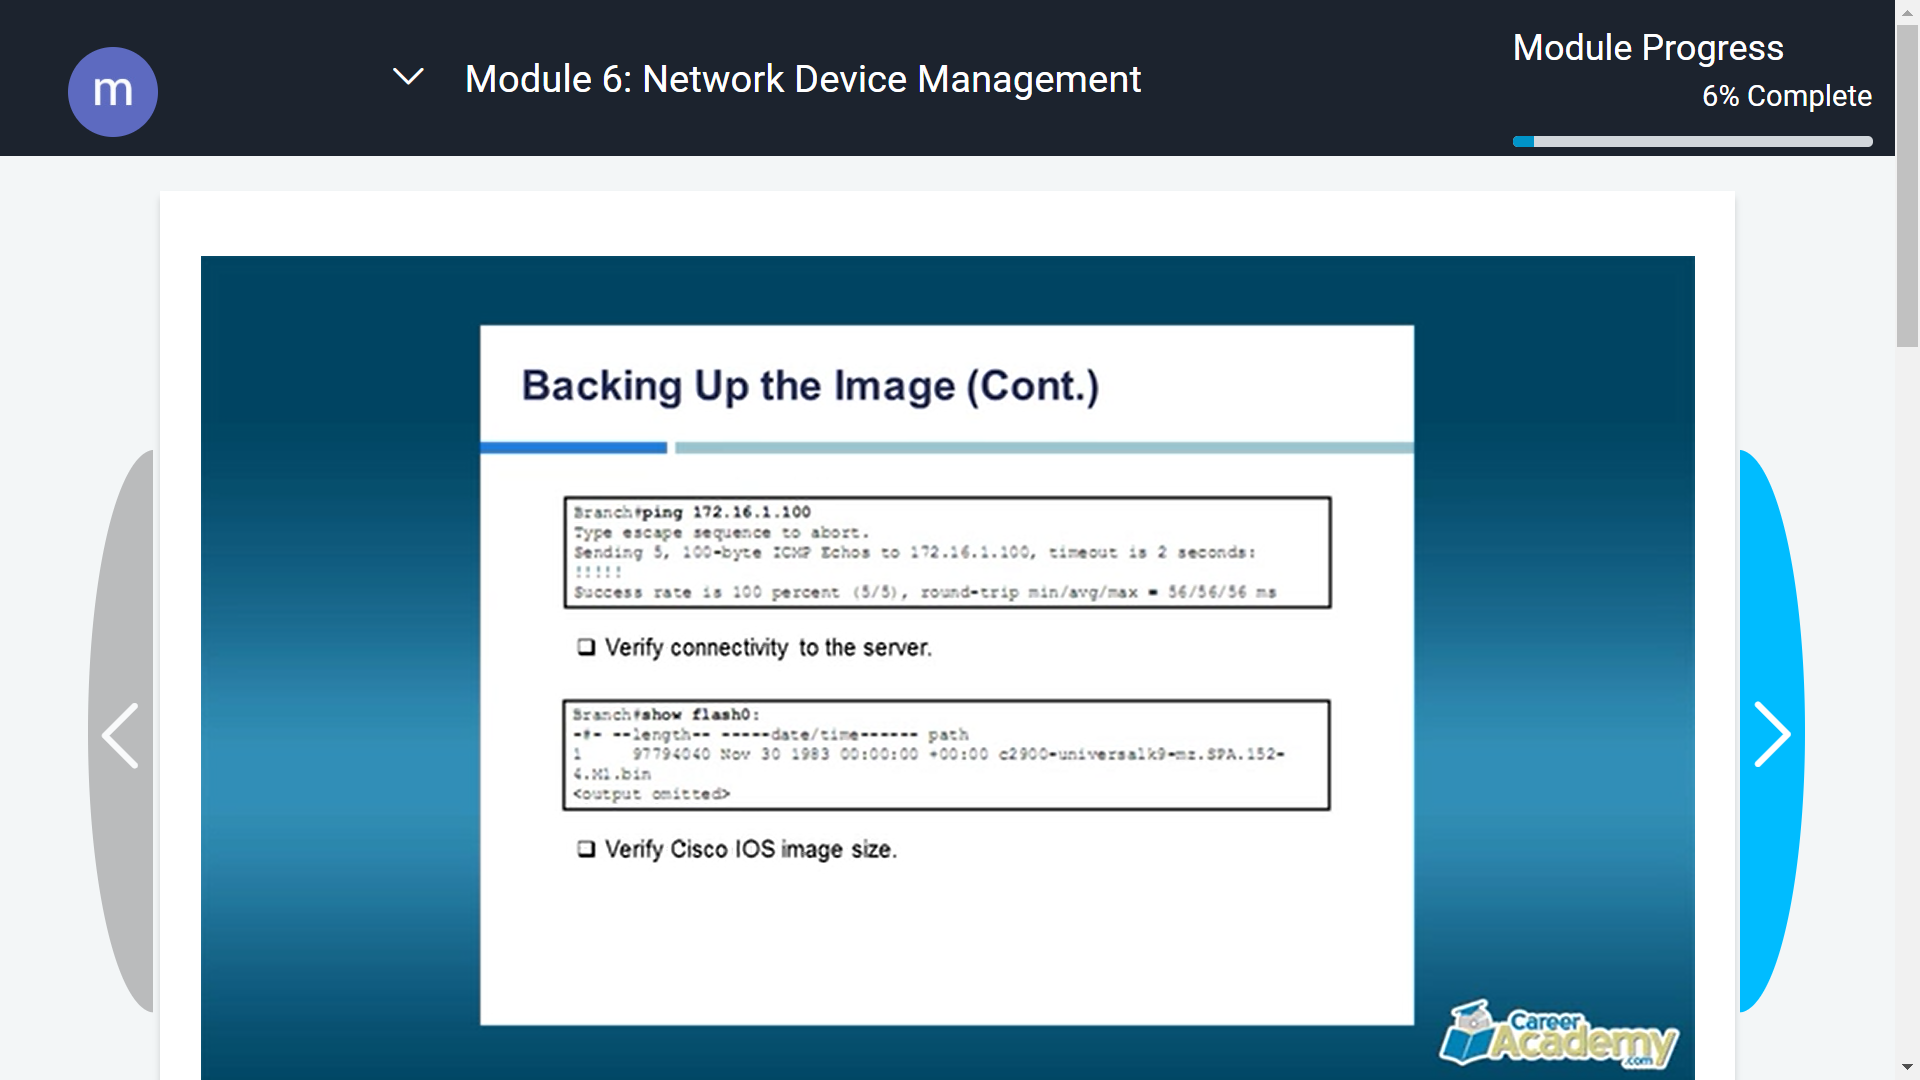 m
Module 6: Network Device Management
Module Progress
6% Complete
Backing Up the Image (Cont.)
Branch#ping 172.16.1.100
Type escape sequence to abort.
Sending 5, 100-byte ICMP Echos to 172.16.1.100, timeout is 2 seconds:
!!!!!
Success rate is 100 percent (5/5), round-trip min/avg/max = 56/56/56 ms
❑ Verify connectivity to the server.
Branch#show flash0:
-#- --length-- -----date/time------ path
1 97794040 Nov 30 1983 00:00:00 +00:00 c2900-universalk9-mz.SPA.152-
4.M1.bin
<output omitted>
❑ Verify Cisco IOS image size.
Career
Academy
.com